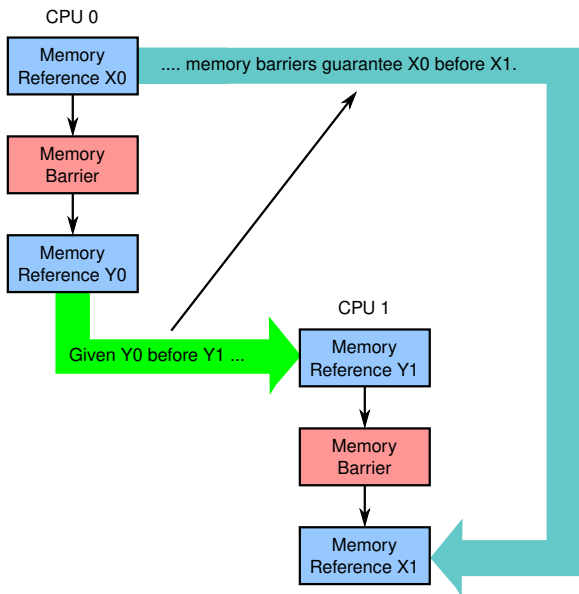 CPU 0
Memory
Reference X0
.... memory barriers guarantee X0 before X1.
Memory
Barrier
Memory
Reference Y0
CPU 1
Given Y0 before Y1 ...
Memory
Reference Y1
Memory
Barrier
Memory
Reference X1